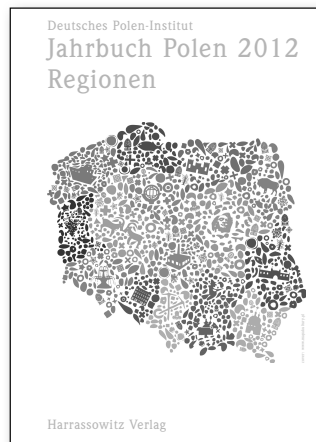 Deutsches Polen-Institut
Jahrbuch Polen 2012
Regionen
Harrassowitz Verlag